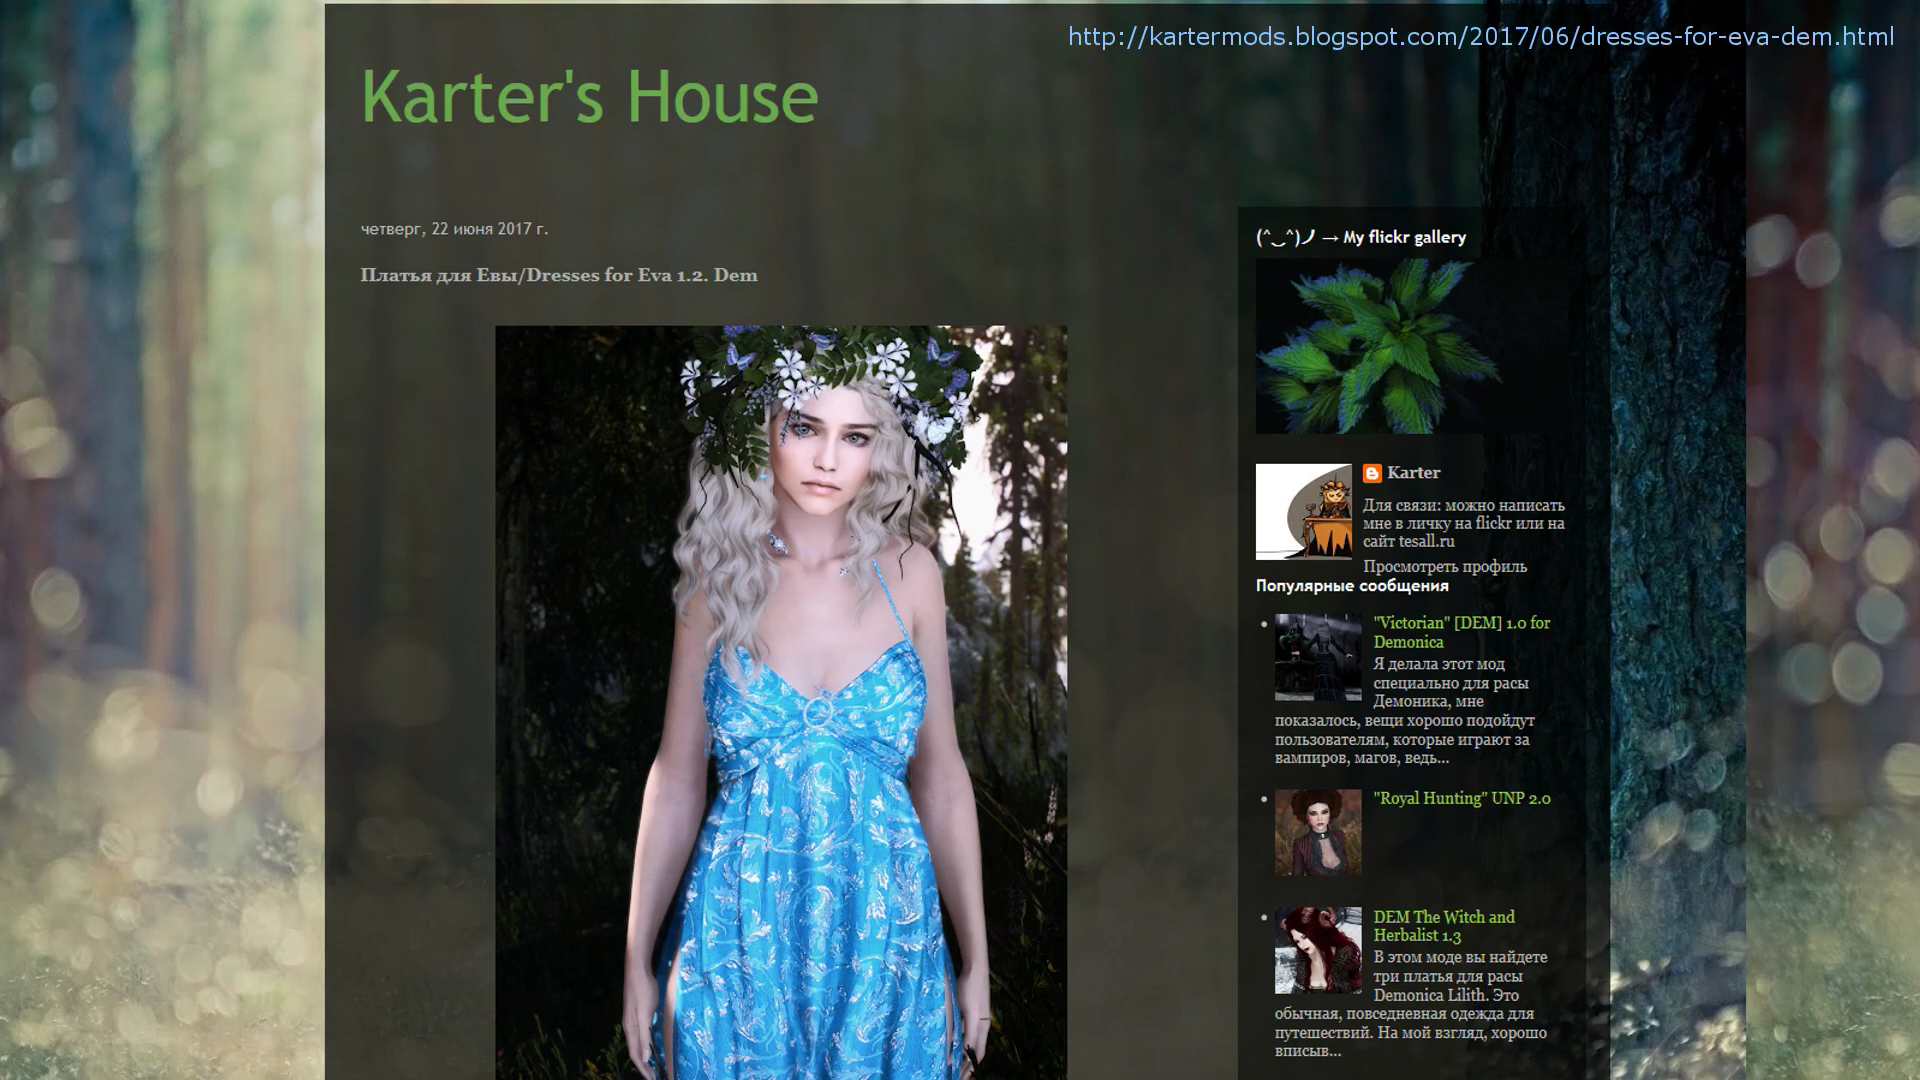 http://kartermods.blogspot.com/2017/06/dresses-for-eva-dem.html
Karter's House
четверг, 22 июня 2017 г.
Платья для Евы/Dresses for Eva 1.2. Dem
(^‿^)ノ → My flickr gallery
Karter
Для связи: можно написать
мне в личку на flickr или на
сайт tesall.ru
Просмотреть профиль
Популярные сообщения
"Victorian" [DEM] 1.0 for
Demonica
Я делала этот мод
специально для расы
Демоника, мне
показалось, вещи хорошо подойдут
пользователям, которые играют за
вампиров, магов, ведь...
"Royal Hunting" UNP 2.0
DEM The Witch and
Herbalist 1.3
В этом моде вы найдете
три платья для расы
Demonica Lilith. Это
обычная, повседневная одежда для
путешествий. На мой взгляд, хорошо
вписыв...